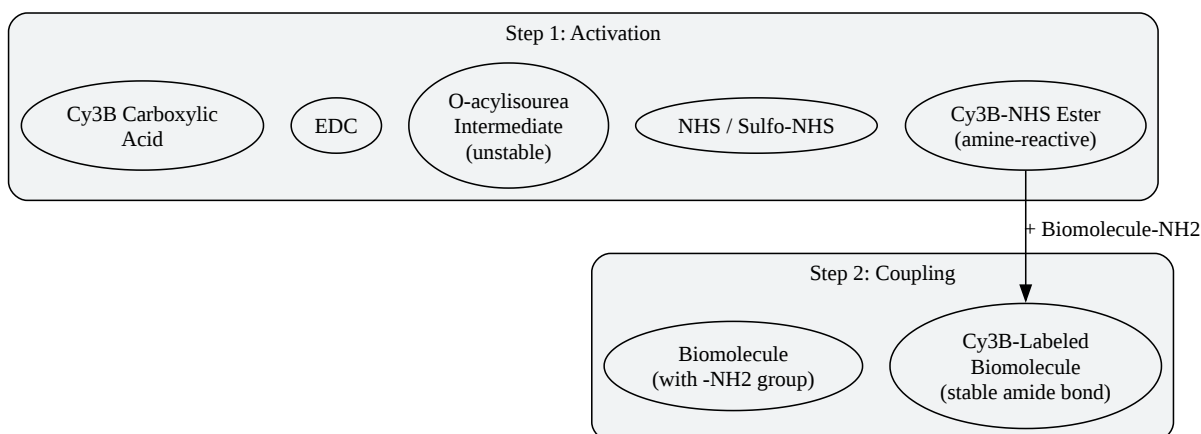 Step 1: Activation
Cy3B Carboxylic
Acid
EDC
O-acylisourea
Intermediate
(unstable)
NHS / Sulfo-NHS
Cy3B-NHS Ester
(amine-reactive)
+ Biomolecule-NH2
Step 2: Coupling
Biomolecule
(with -NH2 group)
Cy3B-Labeled
Biomolecule
(stable amide bond)